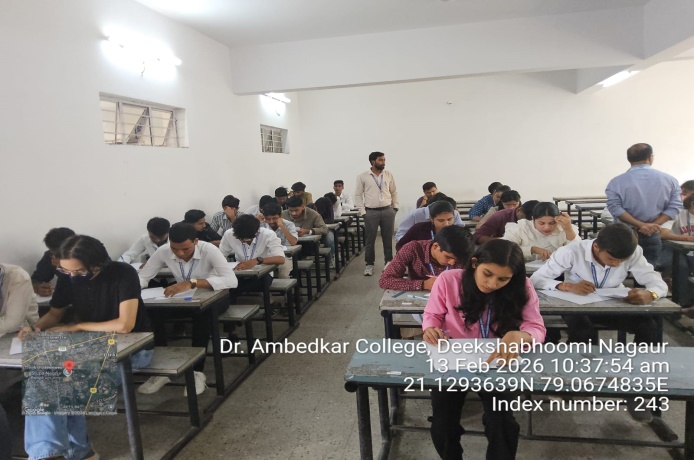 Dr. Ambedkar College, Deekshabhoomi Nagaur
13 Feb 2026 10:37:54 am
21.1293639N 79.0674835E
Index number: 243